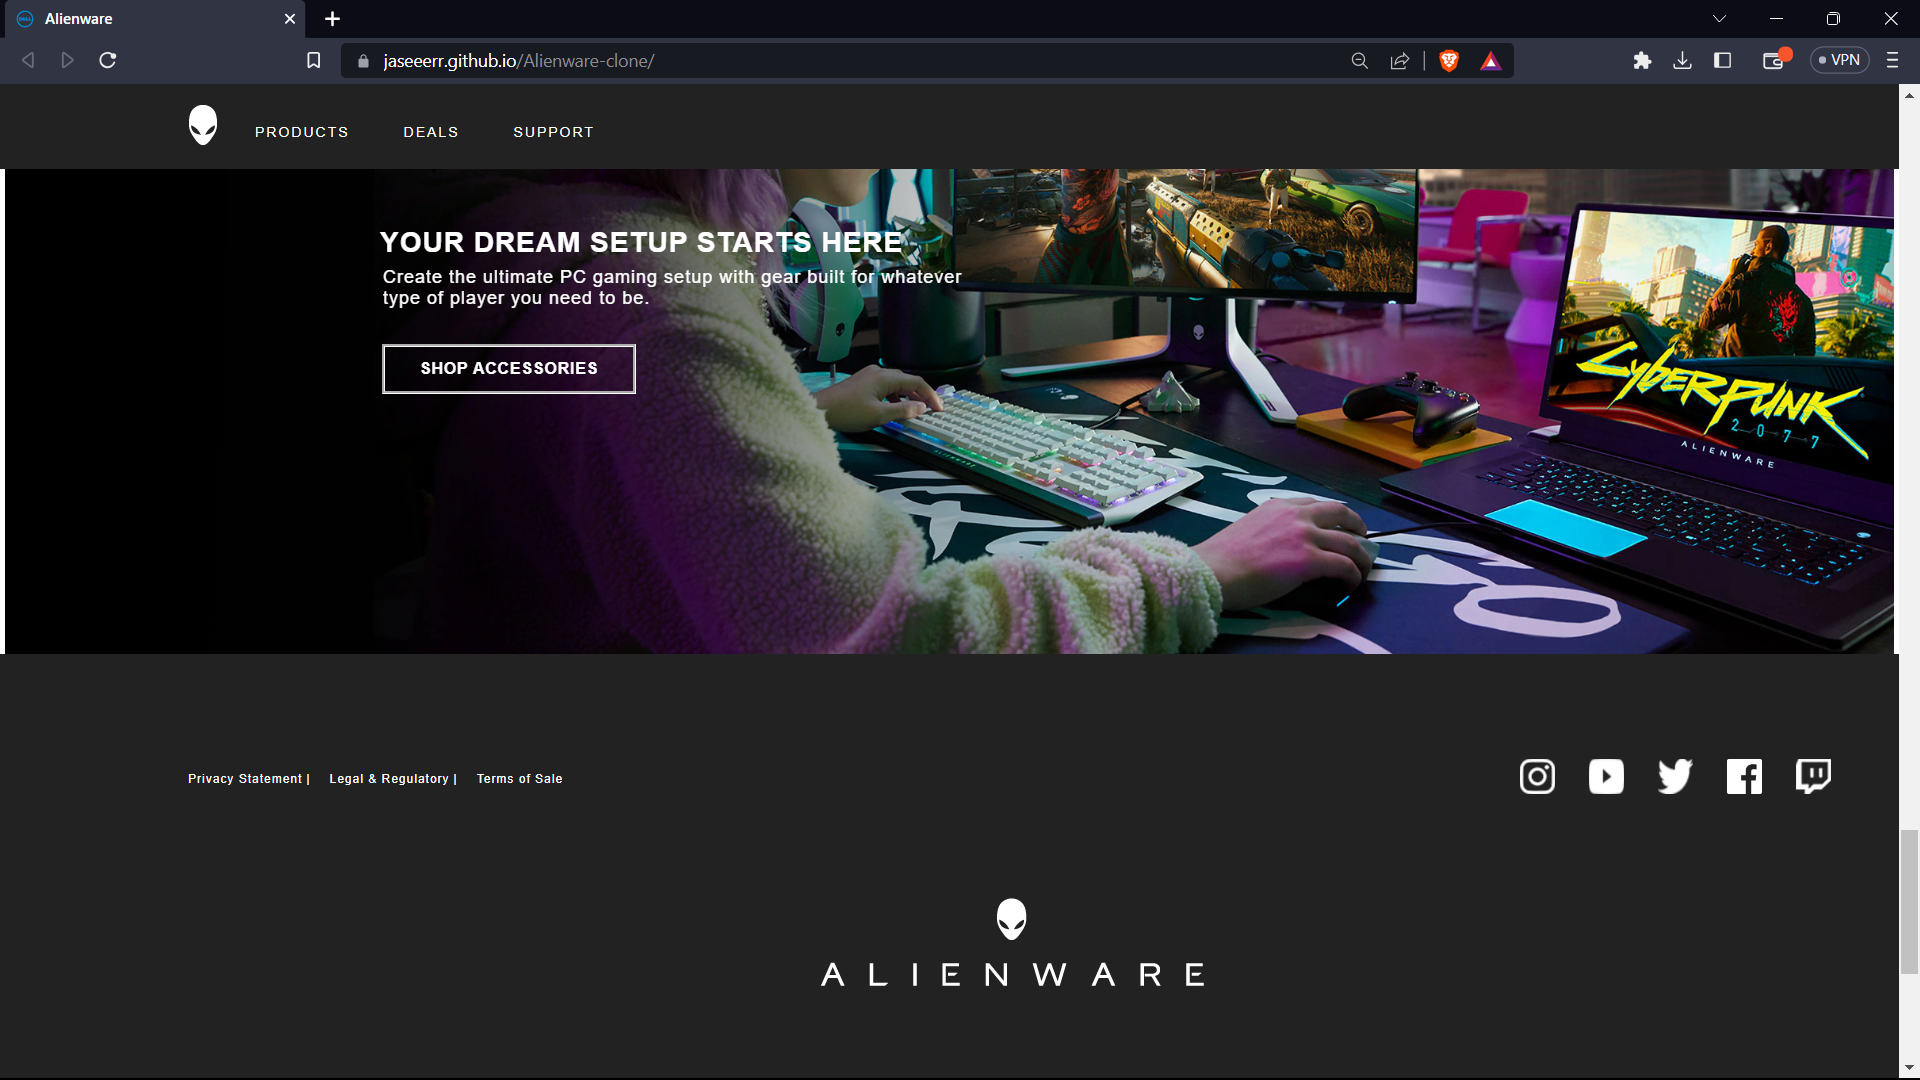 Alienware
jaseeerr.github.io/Alienware-clone/
VPN
PRODUCTS DEALS SUPPORT
YOUR DREAM SETUP STARTS HERE
Create the ultimate PC gaming setup with gear built for whatever
type of player you need to be.
SHOP ACCESSORIES
CYBERPUNK
2077
ALIENWARE
Privacy Statement | Legal & Regulatory | Terms of Sale
ALIENWARE